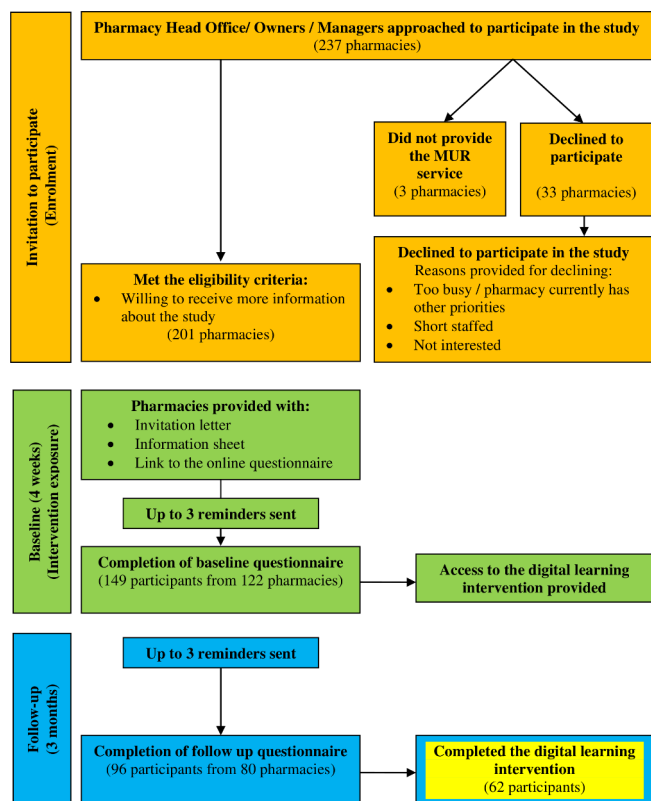 Pharmacy Head Office/ Owners / Managers approached to participate in the study
(237 pharmacies)
Invitation to participate
(Enrolment)
Did not provide
the MUR
service
(3 pharmacies)
Declined to
participate
(33 pharmacies)
Met the eligibility criteria:
• Willing to receive more information
about the study
(201 pharmacies)
Declined to participate in the study
Reasons provided for declining:
• Too busy / pharmacy currently has
other priorities
• Short staffed
• Not interested
Baseline (4 weeks)
(Intervention exposure)
Pharmacies provided with:
• Invitation letter
• Information sheet
• Link to the online questionnaire
Up to 3 reminders sent
Completion of baseline questionnaire
(149 participants from 122 pharmacies)
Access to the digital learning
intervention provided
Follow-up
(3 months)
Up to 3 reminders sent
Completion of follow up questionnaire
(96 participants from 80 pharmacies)
Completed the digital learning
intervention
(62 participants)